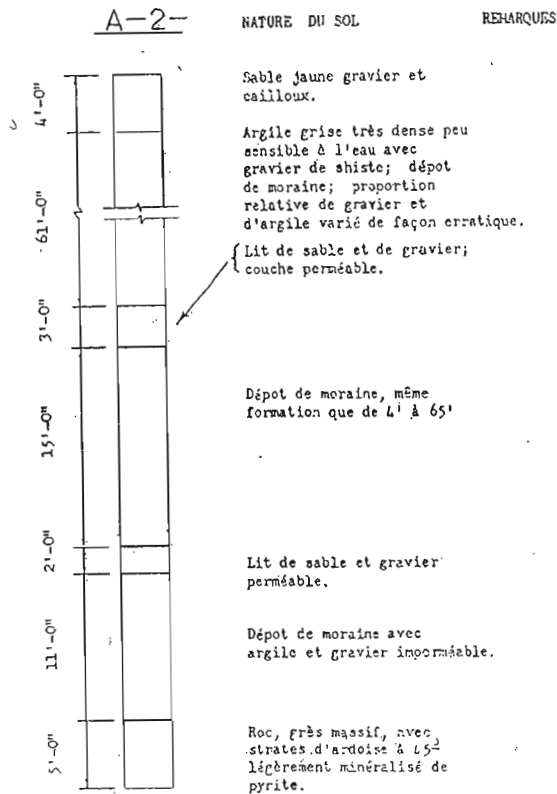 A-2-
NATURE DU SOL
REMARQUES
4'-0"
Sable jaune gravier et
cailloux.
61'-0"
Argile grise très dense peu
sensible à l'eau avec
gravier de shiste; dépot
de moraine; proportion
relative de gravier et
d'argile varié de façon erratique.
3'-0"
Lit de sable et de gravier;
couche perméable.
15'-0"
Dépot de moraine, même
formation que de 4' à 65'
2'-0"
Lit de sable et gravier
perméable.
11'-0"
Dépot de moraine avec
argile et gravier imperméable.
5'-0"
Roc, grès massif, avec
strates d'ardoise à 45-
légèrement minéralisé de
pyrite.